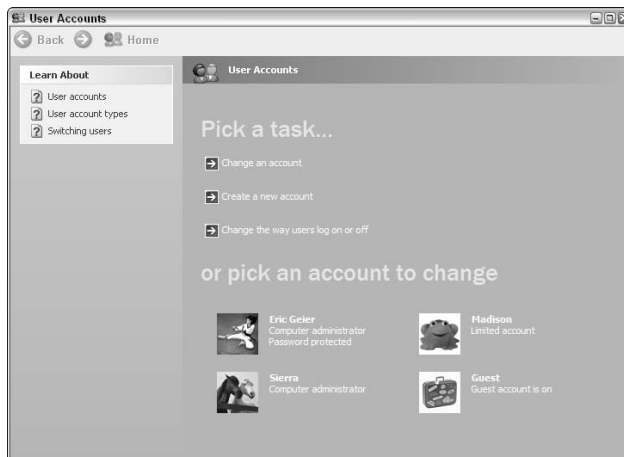 User Accounts
Back Home
Learn About
User accounts
User account types
Switching users
User Accounts
Pick a task...
Change an account
Create a new account
Change the way users log on or off
or pick an account to change
Eric Geier
Computer administrator
Password protected
Madison
Limited account
Sierra
Computer administrator
Guest
Guest account is on